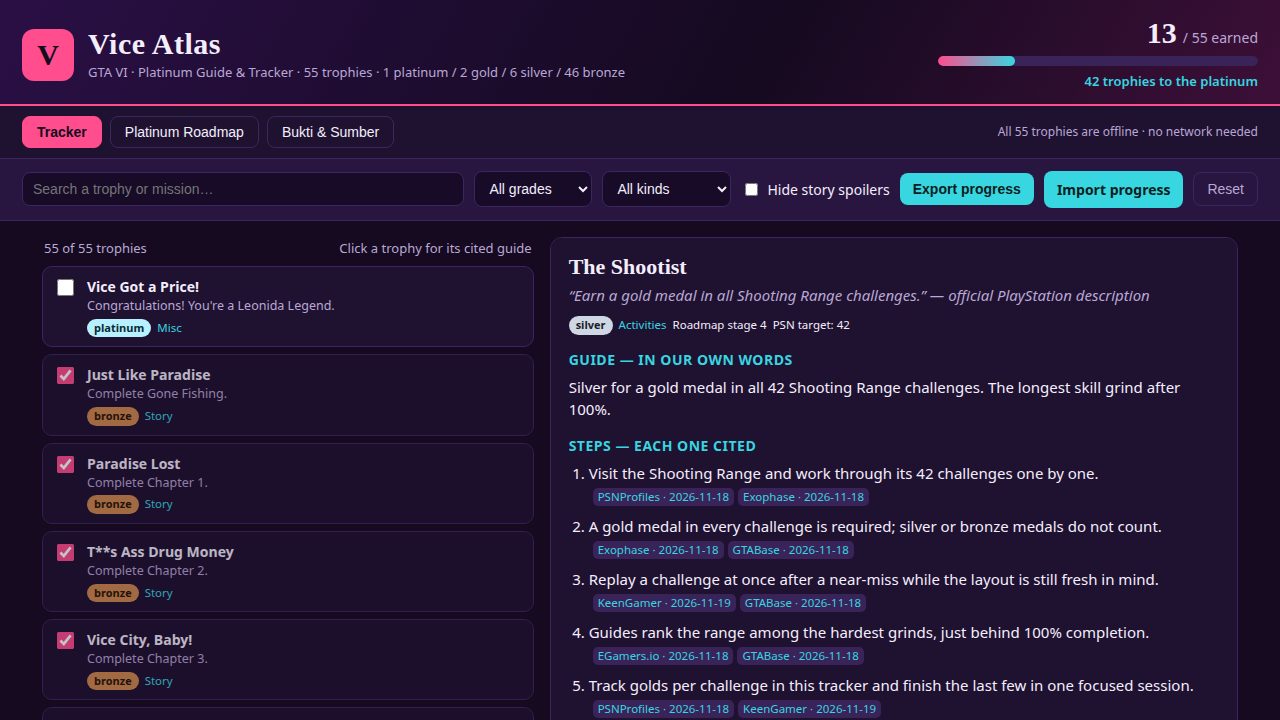 V
Vice Atlas
GTA VI · Platinum Guide & Tracker · 55 trophies · 1 platinum / 2 gold / 6 silver / 46 bronze
13 / 55 earned
42 trophies to the platinum
Tracker
Platinum Roadmap
Bukti & Sumber
All 55 trophies are offline · no network needed
Search a trophy or mission…
All grades
All kinds
Hide story spoilers
Export progress
Import progress
Reset
55 of 55 trophies
Click a trophy for its cited guide
Vice Got a Price!
Congratulations! You're a Leonida Legend.
platinum Misc
Just Like Paradise
Complete Gone Fishing.
bronze Story
Paradise Lost
Complete Chapter 1.
bronze Story
T**s Ass Drug Money
Complete Chapter 2.
bronze Story
Vice City, Baby!
Complete Chapter 3.
bronze Story
The Shootist
“Earn a gold medal in all Shooting Range challenges.” — official PlayStation description
silver Activities Roadmap stage 4 PSN target: 42
GUIDE — IN OUR OWN WORDS
Silver for a gold medal in all 42 Shooting Range challenges. The longest skill grind after
100%.
STEPS — EACH ONE CITED
1. Visit the Shooting Range and work through its 42 challenges one by one.
PSNProfiles · 2026-11-18 Exophase · 2026-11-18
2. A gold medal in every challenge is required; silver or bronze medals do not count.
Exophase · 2026-11-18 GTABase · 2026-11-18
3. Replay a challenge at once after a near-miss while the layout is still fresh in mind.
KeenGamer · 2026-11-19 GTABase · 2026-11-18
4. Guides rank the range among the hardest grinds, just behind 100% completion.
EGamers.io · 2026-11-18 GTABase · 2026-11-18
5. Track golds per challenge in this tracker and finish the last few in one focused session.
PSNProfiles · 2026-11-18 KeenGamer · 2026-11-19